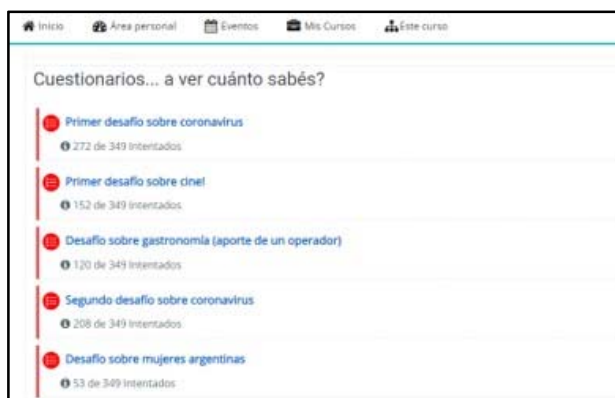 Inicio Área personal Eventos Mis Cursos Este curso
Cuestionarios... a ver cuánto sabés?
Primer desafío sobre coronavirus
272 de 349 Intentados
Primer desafío sobre cine!
152 de 349 Intentados
Desafío sobre gastronomía (aporte de un operador)
120 de 349 Intentados
Segundo desafío sobre coronavirus
208 de 349 Intentados
Desafío sobre mujeres argentinas
53 de 349 Intentados